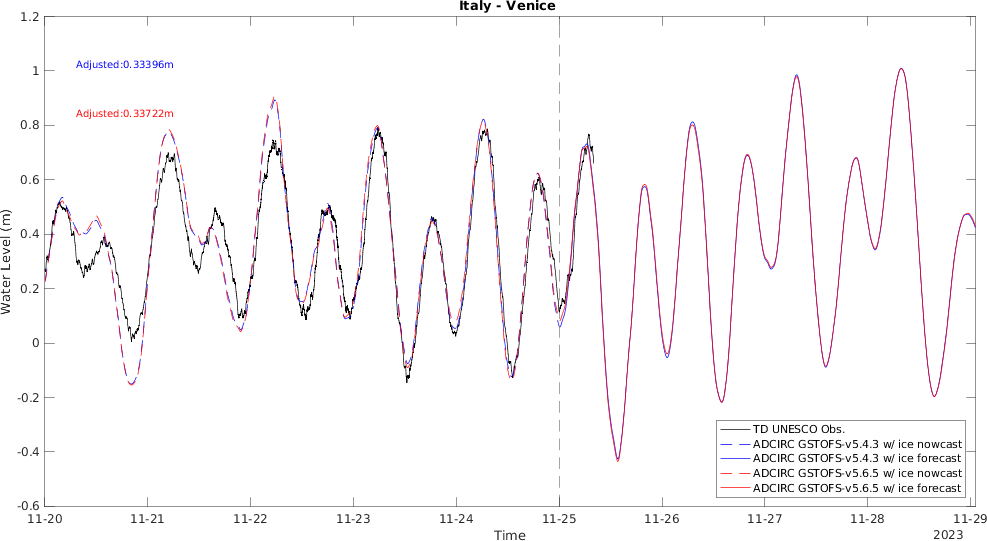 Italy - Venice
1.2
1
0.8
0.6
0.4
0.2
0
-0.2
-0.4
-0.6
Water Level (m)
Adjusted:0.33396m
Adjusted:0.33722m
TD UNESCO Obs.
ADCIRC GSTOFS-v5.4.3 w/ ice nowcast
ADCIRC GSTOFS-v5.4.3 w/ ice forecast
ADCIRC GSTOFS-v5.6.5 w/ ice nowcast
ADCIRC GSTOFS-v5.6.5 w/ ice forecast
11-20 11-21 11-22 11-23 11-24 11-25 11-26 11-27 11-28 11-29
Time
2023